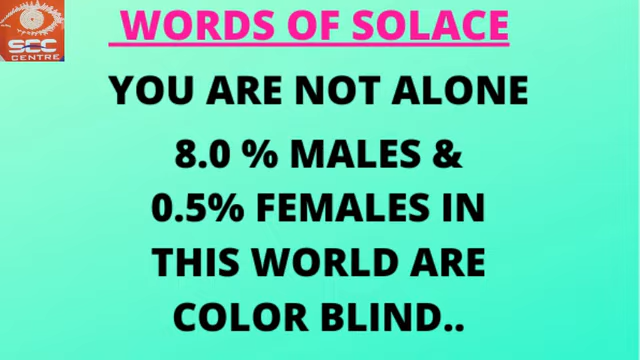 SEC
CENTRE
WORDS OF SOLACE
YOU ARE NOT ALONE
8.0 % MALES &
0.5% FEMALES IN
THIS WORLD ARE
COLOR BLIND..